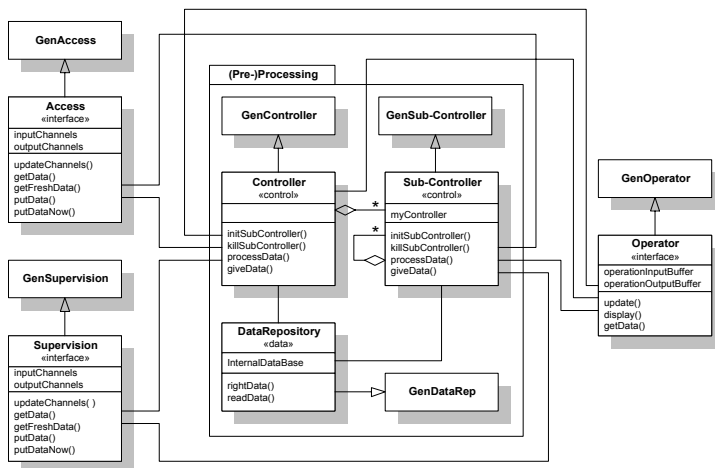 GenAccess
Access
«interface»
inputChannels
outputChannels
updateChannels()
getData()
getFreshData()
putData()
putDataNow()
GenSupervision
Supervision
«interface»
inputChannels
outputChannels
updateChannels( )
getData()
getFreshData()
putData()
putDataNow()
(Pre-)Processing
GenController
Controller
«control»
initSubController()
killSubController()
processData()
giveData()
*
*
GenSub-Controller
Sub-Controller
«control»
myController
initSubController()
killSubController()
processData()
giveData()
DataRepository
«data»
InternalDataBase
rightData()
readData()
GenDataRep
GenOperator
Operator
«interface»
operationInputBuffer
operationOutputBuffer
update()
display()
getData()